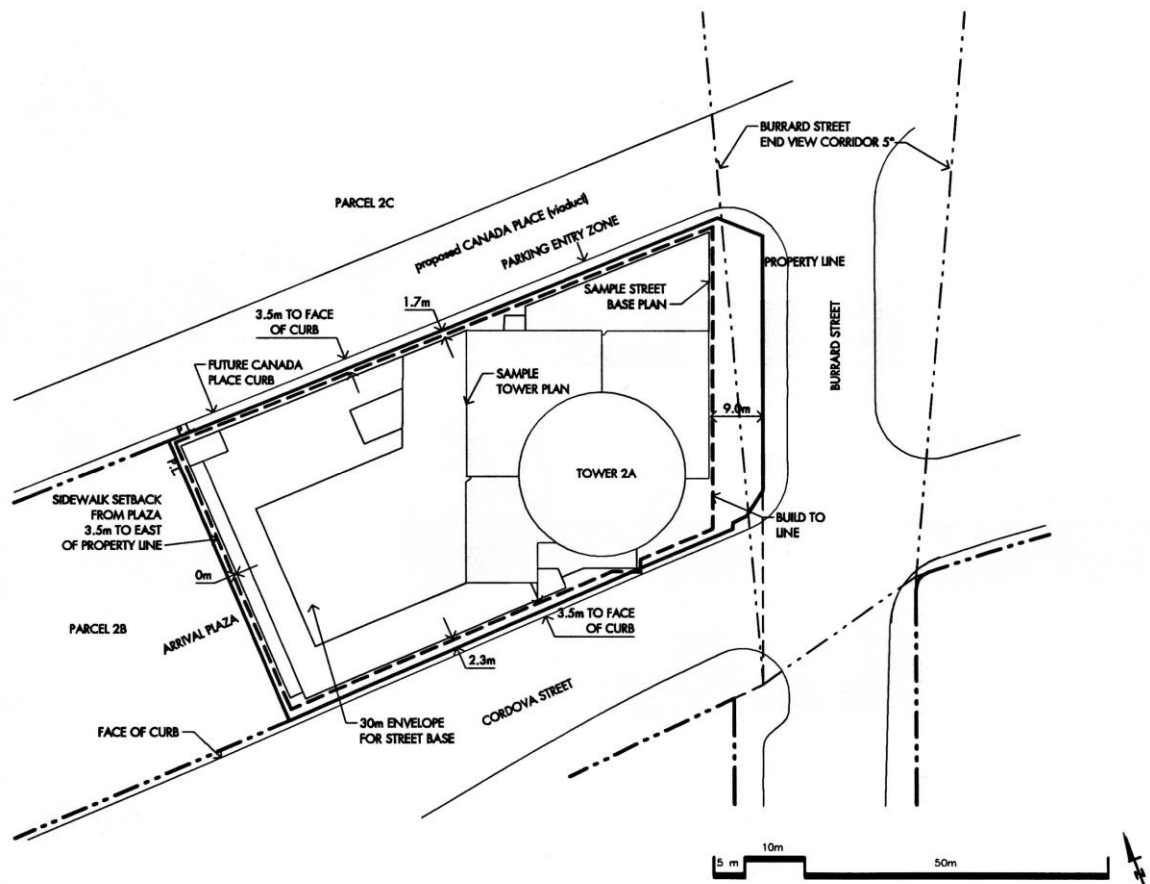 BURRARD STREET
END VIEW CORRIDOR 5*
PARCEL 2C
proposed CANADA PLACE (viaduct)
PARKING ENTRY ZONE
PROPERTY LINE
SAMPLE STREET
BASE PLAN
1.7m
3.5m TO FACE
OF CURB
BURRARD STREET
FUTURE CANADA
PLACE CURB
SAMPLE
TOWER PLAN
9.0m
P.L.
P.L.
TOWER 2A
SIDEWALK SETBACK
FROM PLAZA
3.5m TO EAST
OF PROPERTY LINE
BUILD TO
LINE
0m
ARRIVAL PLAZA
PARCEL 2B
3.5m TO FACE
OF CURB
2.3m
CORDOVA STREET
30m ENVELOPE
FOR STREET BASE
FACE OF CURB
5 m
10m
50m
N